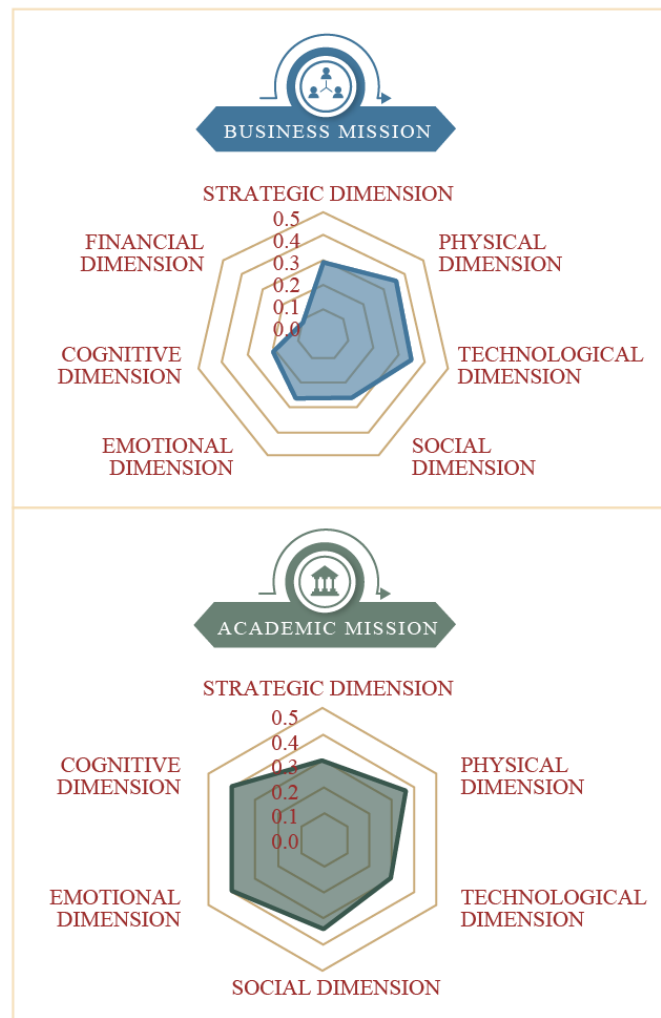 BUSINESS MISSION
STRATEGIC DIMENSION
FINANCIAL
DIMENSION
0.5
0.4
0.3
0.2
0.1
0.0
PHYSICAL
DIMENSION
COGNITIVE
DIMENSION
TECHNOLOGICAL
DIMENSION
EMOTIONAL
DIMENSION
SOCIAL
DIMENSION
ACADEMIC MISSION
STRATEGIC DIMENSION
COGNITIVE
DIMENSION
0.5
0.4
0.3
0.2
0.1
0.0
PHYSICAL
DIMENSION
EMOTIONAL
DIMENSION
TECHNOLOGICAL
DIMENSION
SOCIAL DIMENSION